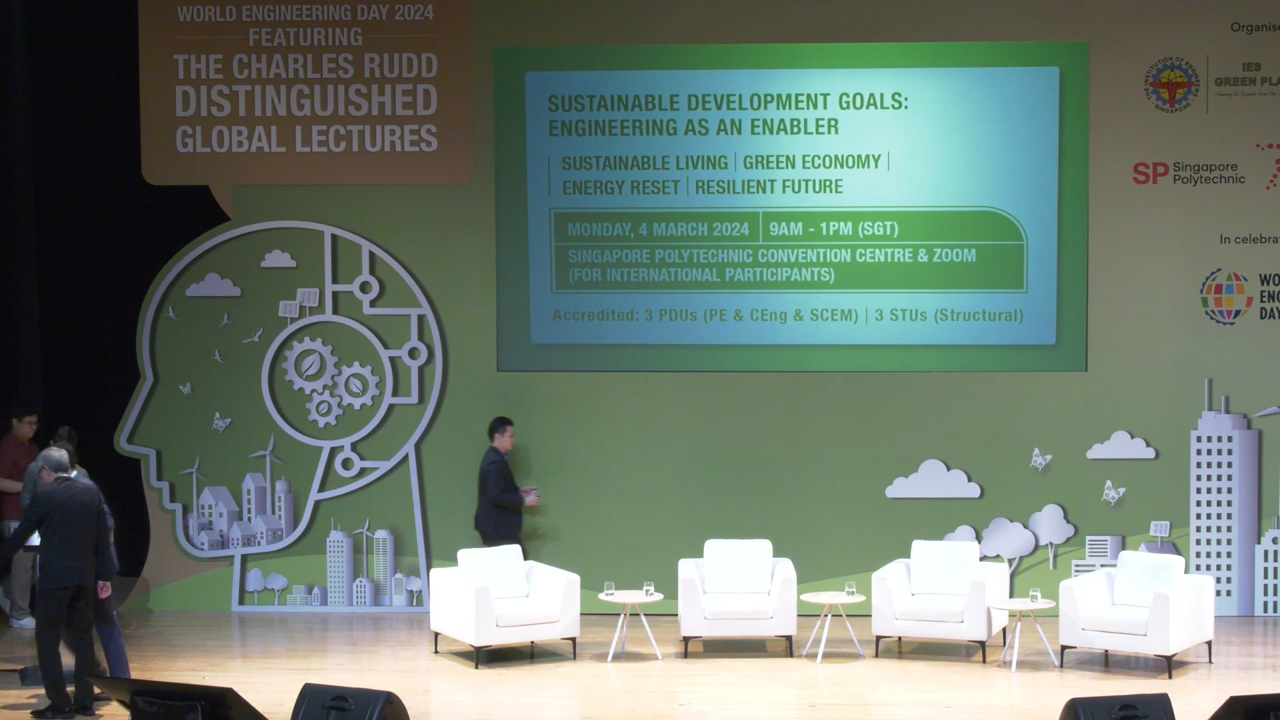 WORLD ENGINEERING DAY 2024
FEATURING
THE CHARLES RUDD
DISTINGUISHED
GLOBAL LECTURES
SUSTAINABLE DEVELOPMENT GOALS:
ENGINEERING AS AN ENABLER
SUSTAINABLE LIVING | GREEN ECONOMY |
ENERGY RESET | RESILIENT FUTURE
MONDAY, 4 MARCH 2024 | 9AM - 1PM (SGT)
SINGAPORE POLYTECHNIC CONVENTION CENTRE & ZOOM
(FOR INTERNATIONAL PARTICIPANTS)
Accredited: 3 PDUs (PE & CEng & SCEM) | 3 STUs (Structural)
Organise
IES
GREEN PLA
SP Singapore
Polytechnic
In celebra
WO
ENG
DAY